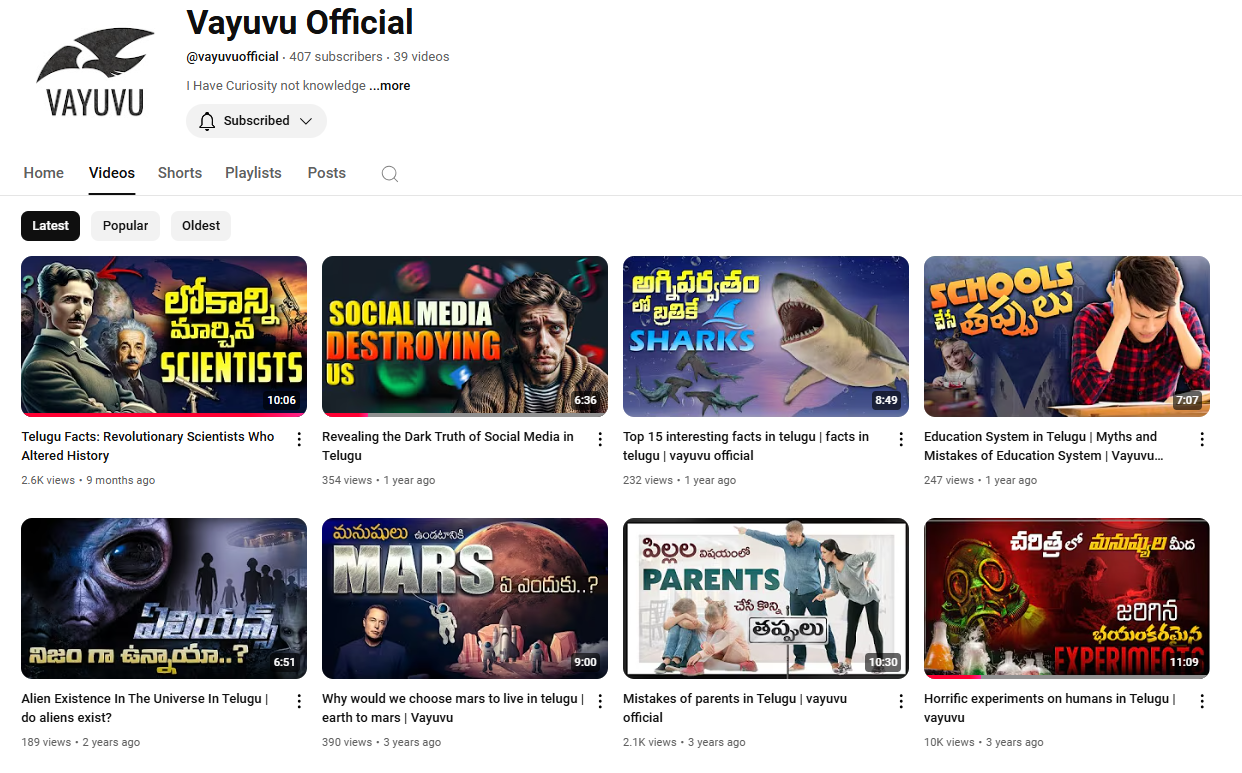 Vayuvu Official
@vayuvuofficial · 407 subscribers · 39 videos
I Have Curiosity not knowledge ...more
VAYUVU
Subscribed
Home Videos Shorts Playlists Posts
Latest Popular Oldest
లోకాన్ని
మార్చిన
SCIENTISTS
10:06
SOCIAL MEDIA
DESTROYING
US
6:36
అగ్నిపర్వతం
లో బ్రతికే
SHARKS
8:49
SCHOOLS
చేసే తప్పులు
7:07
Telugu Facts: Revolutionary Scientists Who
Altered History
2.6K views • 9 months ago
Revealing the Dark Truth of Social Media in
Telugu
354 views • 1 year ago
Top 15 interesting facts in telugu | facts in
telugu | vayuvu official
232 views • 1 year ago
Education System in Telugu | Myths and
Mistakes of Education System | Vayuvu...
247 views • 1 year ago
ఏలియన్స్
నిజం గా ఉన్నాయా..?
6:51
మనుషులు ఉండటానికి
MARS
ఏ ఎందుకు..?
9:00
పిల్లల విషయంలో
PARENTS
చేసే కొన్ని
తప్పులు
10:30
చరిత్ర లో మనుష్యుల మీద
జరిగిన
భయంకరమైన
EXPERIMENTS
11:09
Alien Existence In The Universe In Telugu |
do aliens exist?
189 views • 2 years ago
Why would we choose mars to live in telugu |
earth to mars | Vayuvu
390 views • 3 years ago
Mistakes of parents in Telugu | vayuvu
official
2.1K views • 3 years ago
Horrific experiments on humans in Telugu |
vayuvu
10K views • 3 years ago